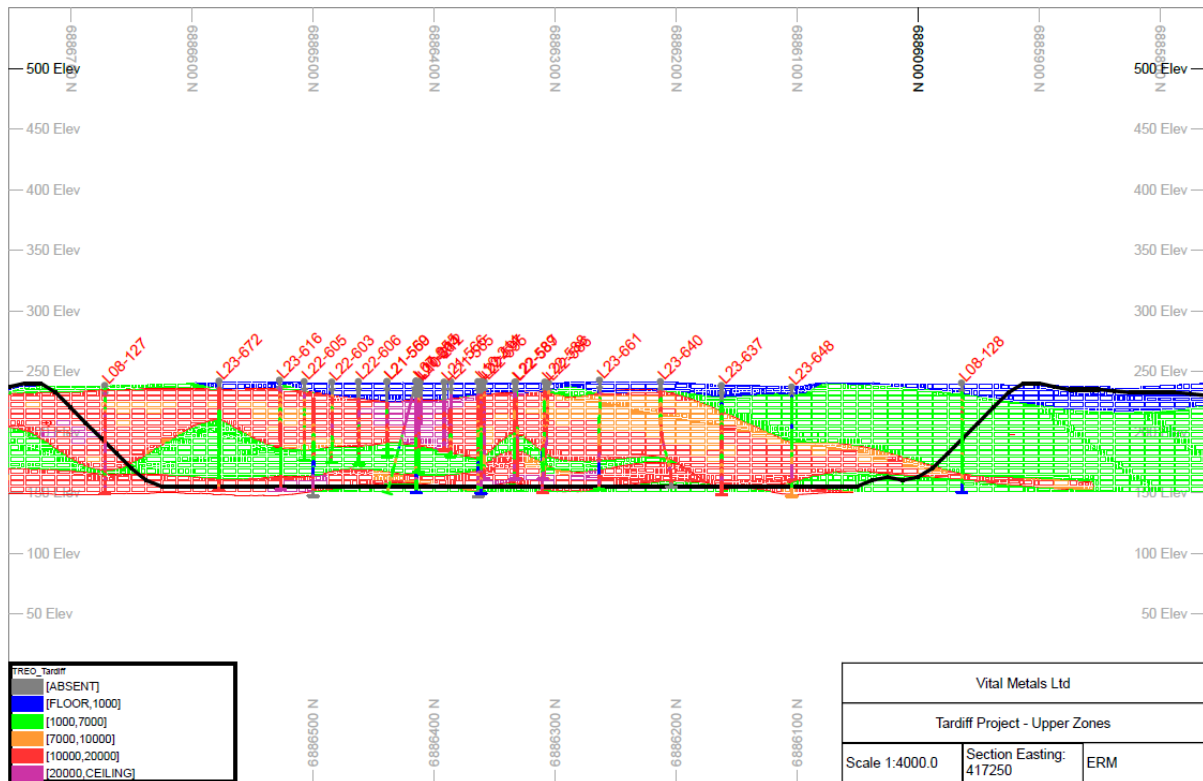 6886700 N
6886600 N
6886500 N
6886400 N
6886300 N
6886200 N
6886100 N
6886000 N
6885900 N
6885800 N
500 Elev
500 Elev
450 Elev
450 Elev
400 Elev
400 Elev
350 Elev
350 Elev
300 Elev
300 Elev
250 Elev
250 Elev
L08-127
L23-672
L23-616
L22-605
L22-603
L22-606
L21-566
L23-661
L23-640
L23-637
L23-648
L08-128
150 Elev
150 Elev
100 Elev
100 Elev
50 Elev
50 Elev
TREO_Tardiff
[ABSENT]
[FLOOR,1000]
[1000,7000]
[7000,10000]
[10000,20000]
[20000,CEILING]
6886500 N
6886400 N
6886300 N
6886200 N
6886100 N
Vital Metals Ltd
Tardiff Project - Upper Zones
Scale 1:4000.0
Section Easting:
417250
ERM